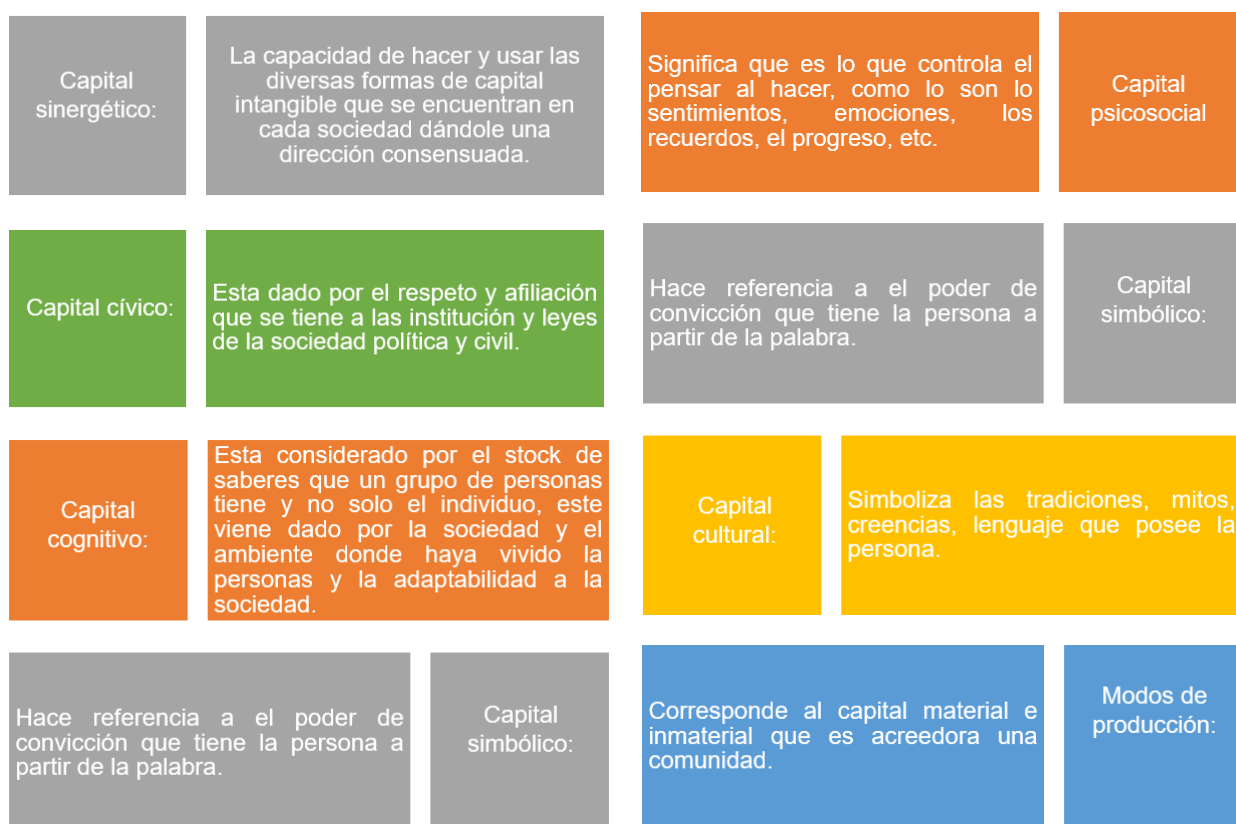 Capital
sinergético:
La capacidad de hacer y usar las
diversas formas de capital
intangible que se encuentran en
cada sociedad dándole una
dirección consensuada.
Significa que es lo que controla el
pensar al hacer, como lo son lo
sentimientos, emociones, los
recuerdos, el progreso, etc.
Capital
psicosocial
Capital cívico:
Esta dado por el respeto y afiliación
que se tiene a las institución y leyes
de la sociedad política y civil.
Hace referencia a el poder de
convicción que tiene la persona a
partir de la palabra.
Capital
simbólico:
Capital
cognitivo:
Esta considerado por el stock de
saberes que un grupo de personas
tiene y no solo el individuo, este
viene dado por la sociedad y el
ambiente donde haya vivido la
personas y la adaptabilidad a la
sociedad.
Capital
cultural:
Simboliza las tradiciones, mitos,
creencias, lenguaje que posee la
persona.
Hace referencia a el poder de
convicción que tiene la persona a
partir de la palabra.
Capital
simbólico:
Corresponde al capital material e
inmaterial que es acreedora una
comunidad.
Modos de
producción: